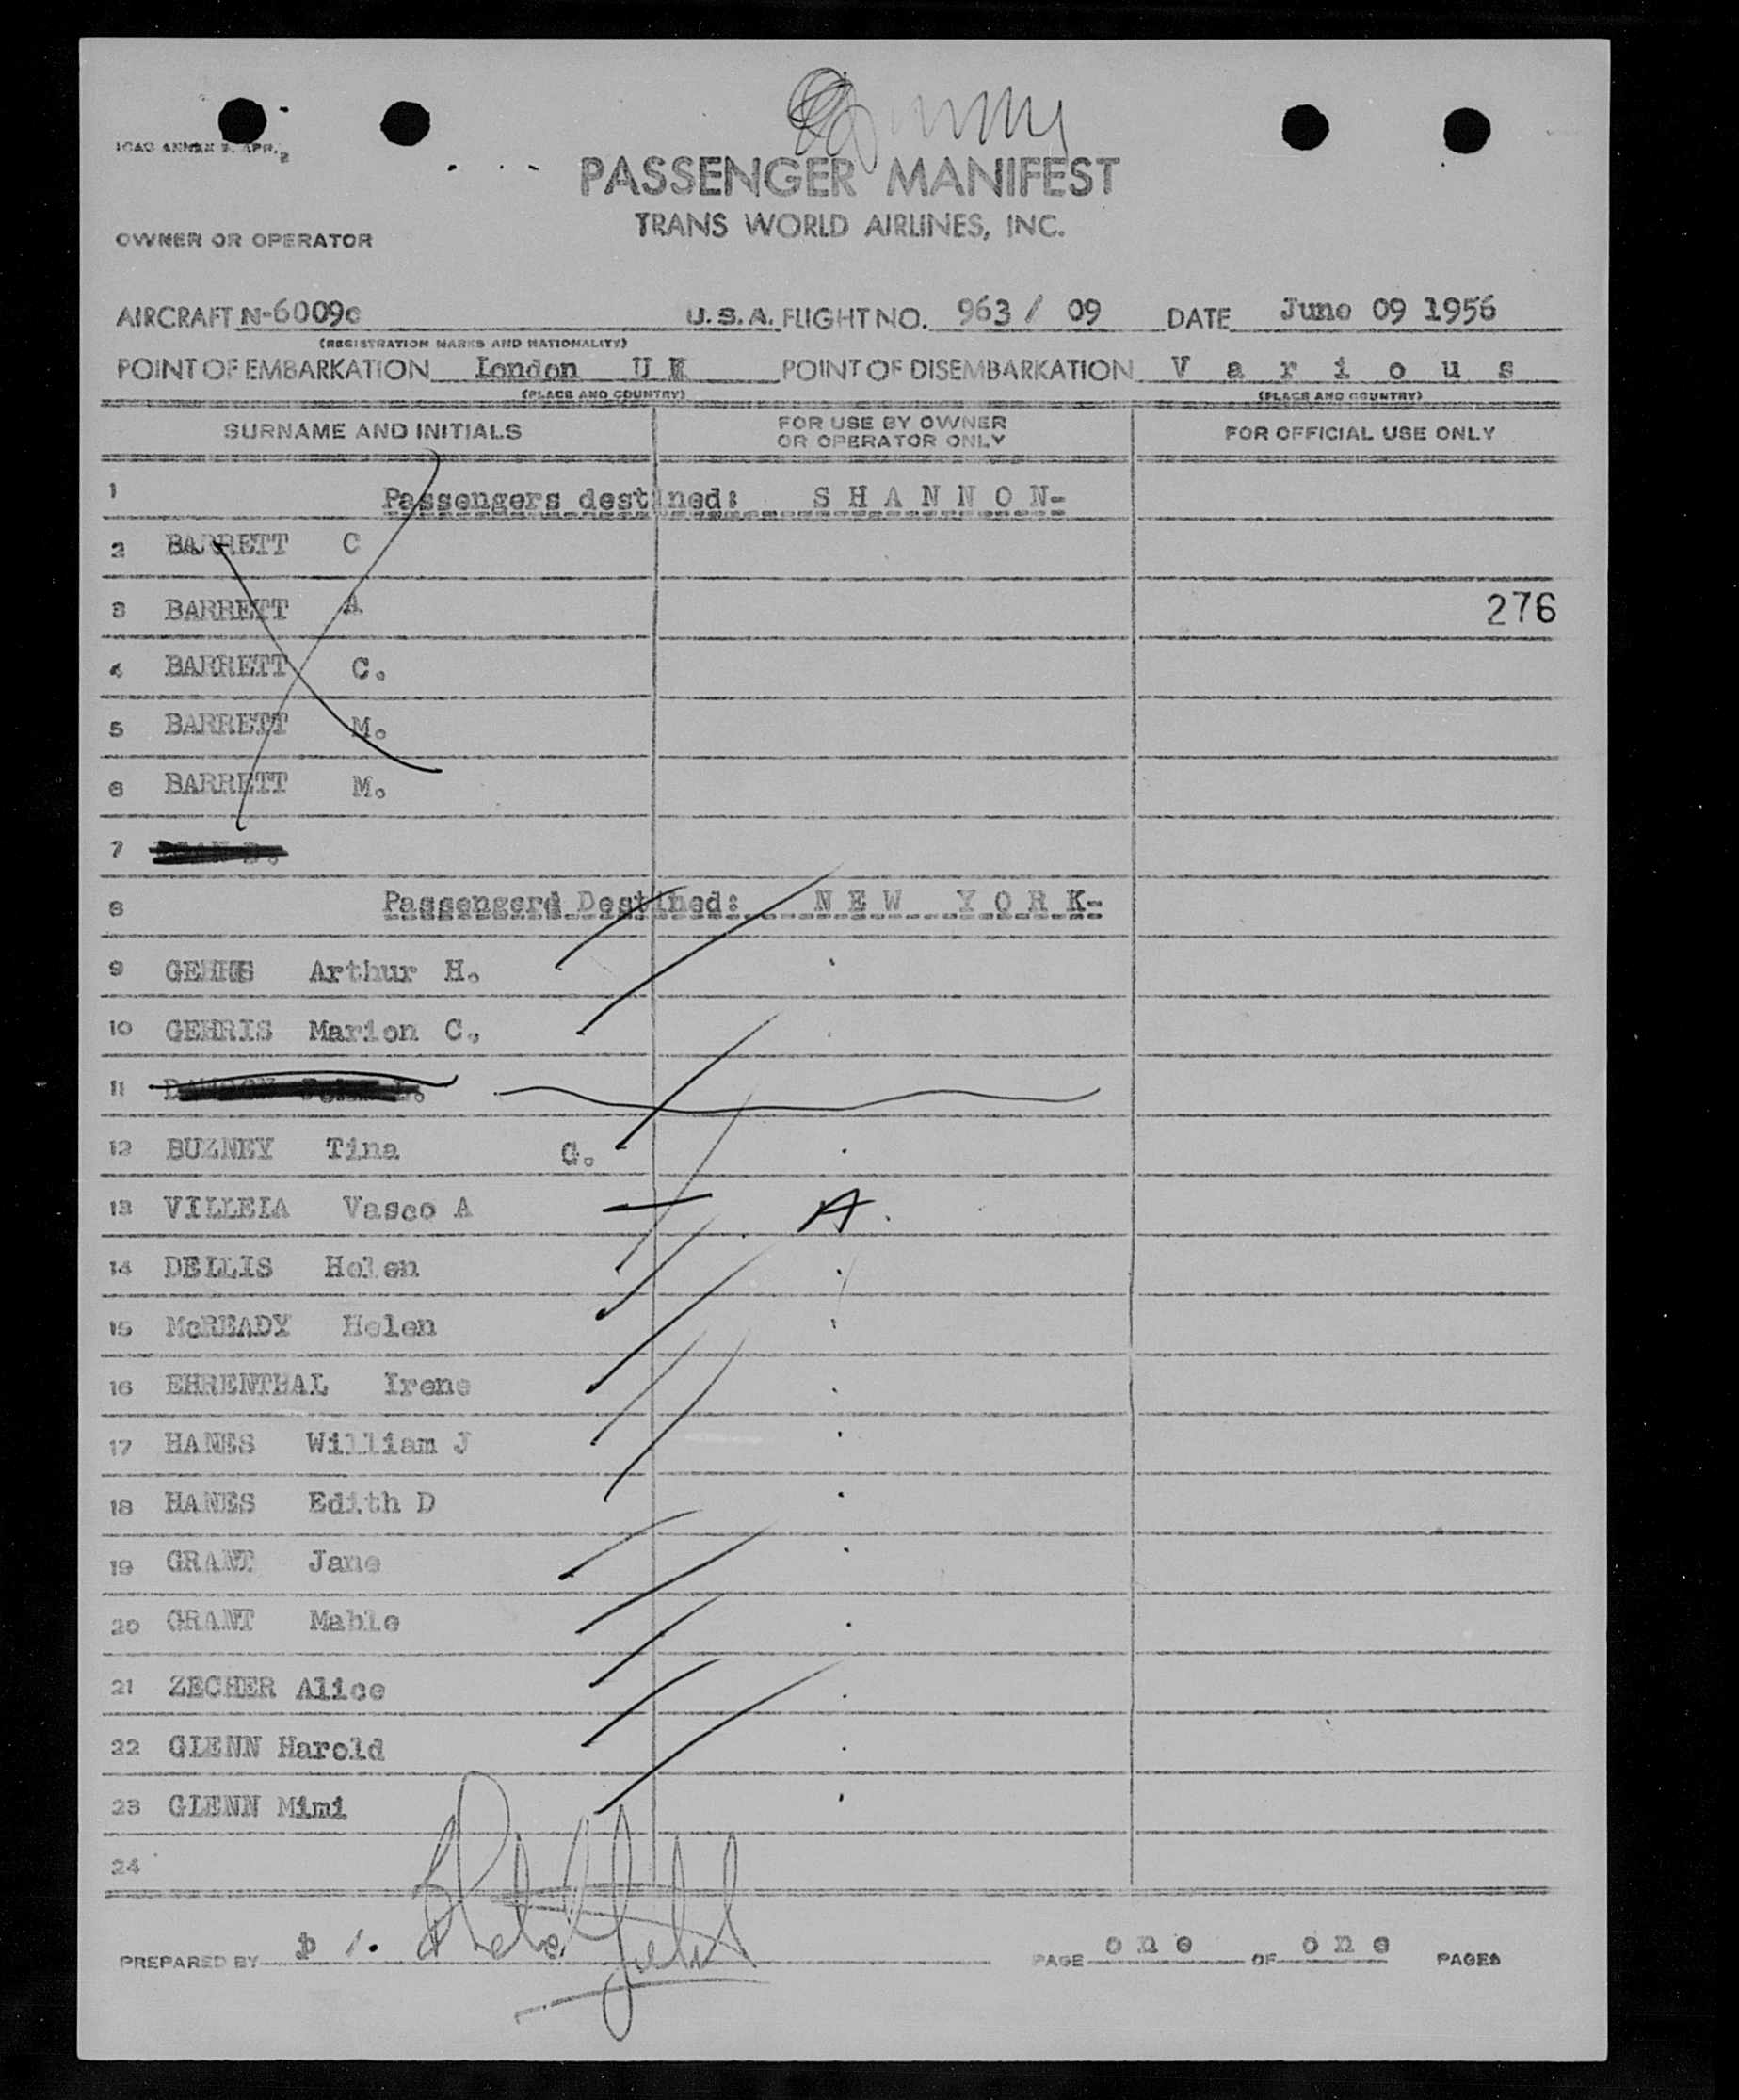 ICAO ANNEX 9. APP. 2
PASSENGER MANIFEST
TRANS WORLD AIRLINES, INC.
OWNER OR OPERATOR
AIRCRAFT N-6009c U.S.A. FLIGHT NO. 963 / 09 DATE June 09 1956
(REGISTRATION MARKS AND NATIONALITY)
POINT OF EMBARKATION London U K POINT OF DISEMBARKATION V a r i o u s
(PLACE AND COUNTRY) (PLACE AND COUNTRY)
SURNAME AND INITIALS FOR USE BY OWNER OR OPERATOR ONLY FOR OFFICIAL USE ONLY
1 Passengers destined: S H A N N O N-
2 BARRETT C
3 BARRETT A 276
4 BARRETT C.
5 BARRETT M.
6 BARRETT M.
7
8 Passengerd Destined: N E W Y O R K-
9 Arthur H.
10 GEHRIS Marion C.
11
12 BUZNEY Tina G.
13 VILLELA Vasco A A
14 DELLIS Helen
15 McREADY Helen
16 EHRENTHAL Irene
17 HANES William J
18 HANES Edith D
19 GRANT Jane
20 GRANT Mable
21 ZECHER Alice
22 GLENN Harold
23 GLENN Mimi
24
PREPARED BY PAGE o n e OF o n e PAGES